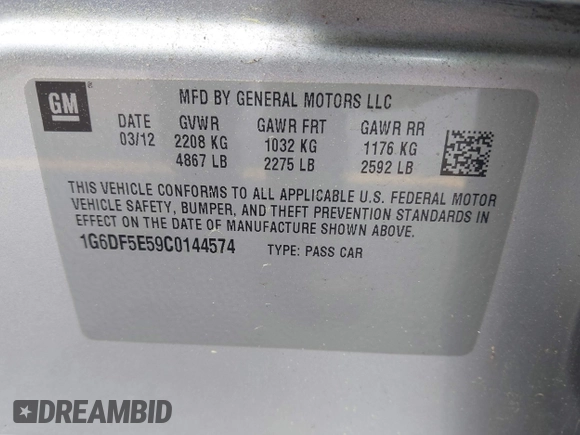 GM
MFD BY GENERAL MOTORS LLC
DATE GVWR GAWR FRT GAWR RR
03/12 2208 KG 1032 KG 1176 KG
4867 LB 2275 LB 2592 LB
THIS VEHICLE CONFORMS TO ALL APPLICABLE U.S. FEDERAL MOTOR
VEHICLE SAFETY, BUMPER, AND THEFT PREVENTION STANDARDS IN
EFFECT ON THE DATE OF MANUFACTURE SHOWN ABOVE.
1G6DF5E59C0144574 TYPE: PASS CAR
DREAMBID